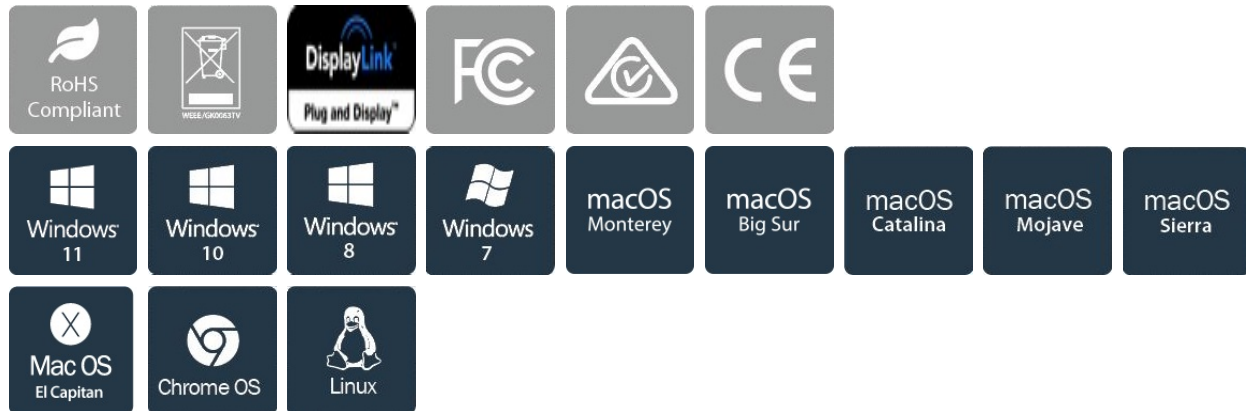 RoHS
Compliant
WEEE/GK0063TV
DisplayLink
Plug and Display™
FC
CE
Windows
11
Windows
10
Windows
8
Windows
7
macOS
Monterey
macOS
Big Sur
macOS
Catalina
macOS
Mojave
macOS
Sierra
X
Mac OS
El Capitan
Chrome OS
Linux